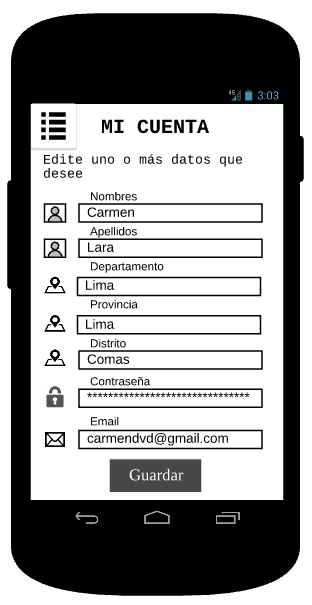 4G 3:03
MI CUENTA
Edite uno o más datos que
desee
Nombres
Carmen
Apellidos
Lara
Departamento
Lima
Provincia
Lima
Distrito
Comas
Contraseña
*******************************
Email
carmendvd@gmail.com
Guardar